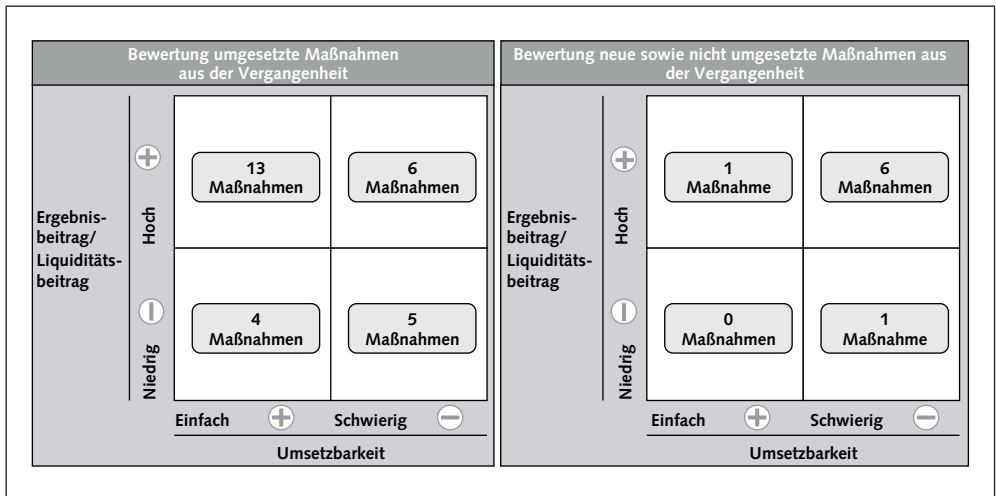 Bewertung umgesetzte Maßnahmen
aus der Vergangenheit
Ergebnis-
beitrag/
Liquiditäts-
beitrag
Hoch
Niedrig
13
Maßnahmen
6
Maßnahmen
4
Maßnahmen
5
Maßnahmen
Einfach
Schwierig
Umsetzbarkeit
Bewertung neue sowie nicht umgesetzte Maßnahmen aus
der Vergangenheit
Ergebnis-
beitrag/
Liquiditäts-
beitrag
Hoch
Niedrig
1
Maßnahme
6
Maßnahmen
0
Maßnahmen
1
Maßnahme
Einfach
Schwierig
Umsetzbarkeit